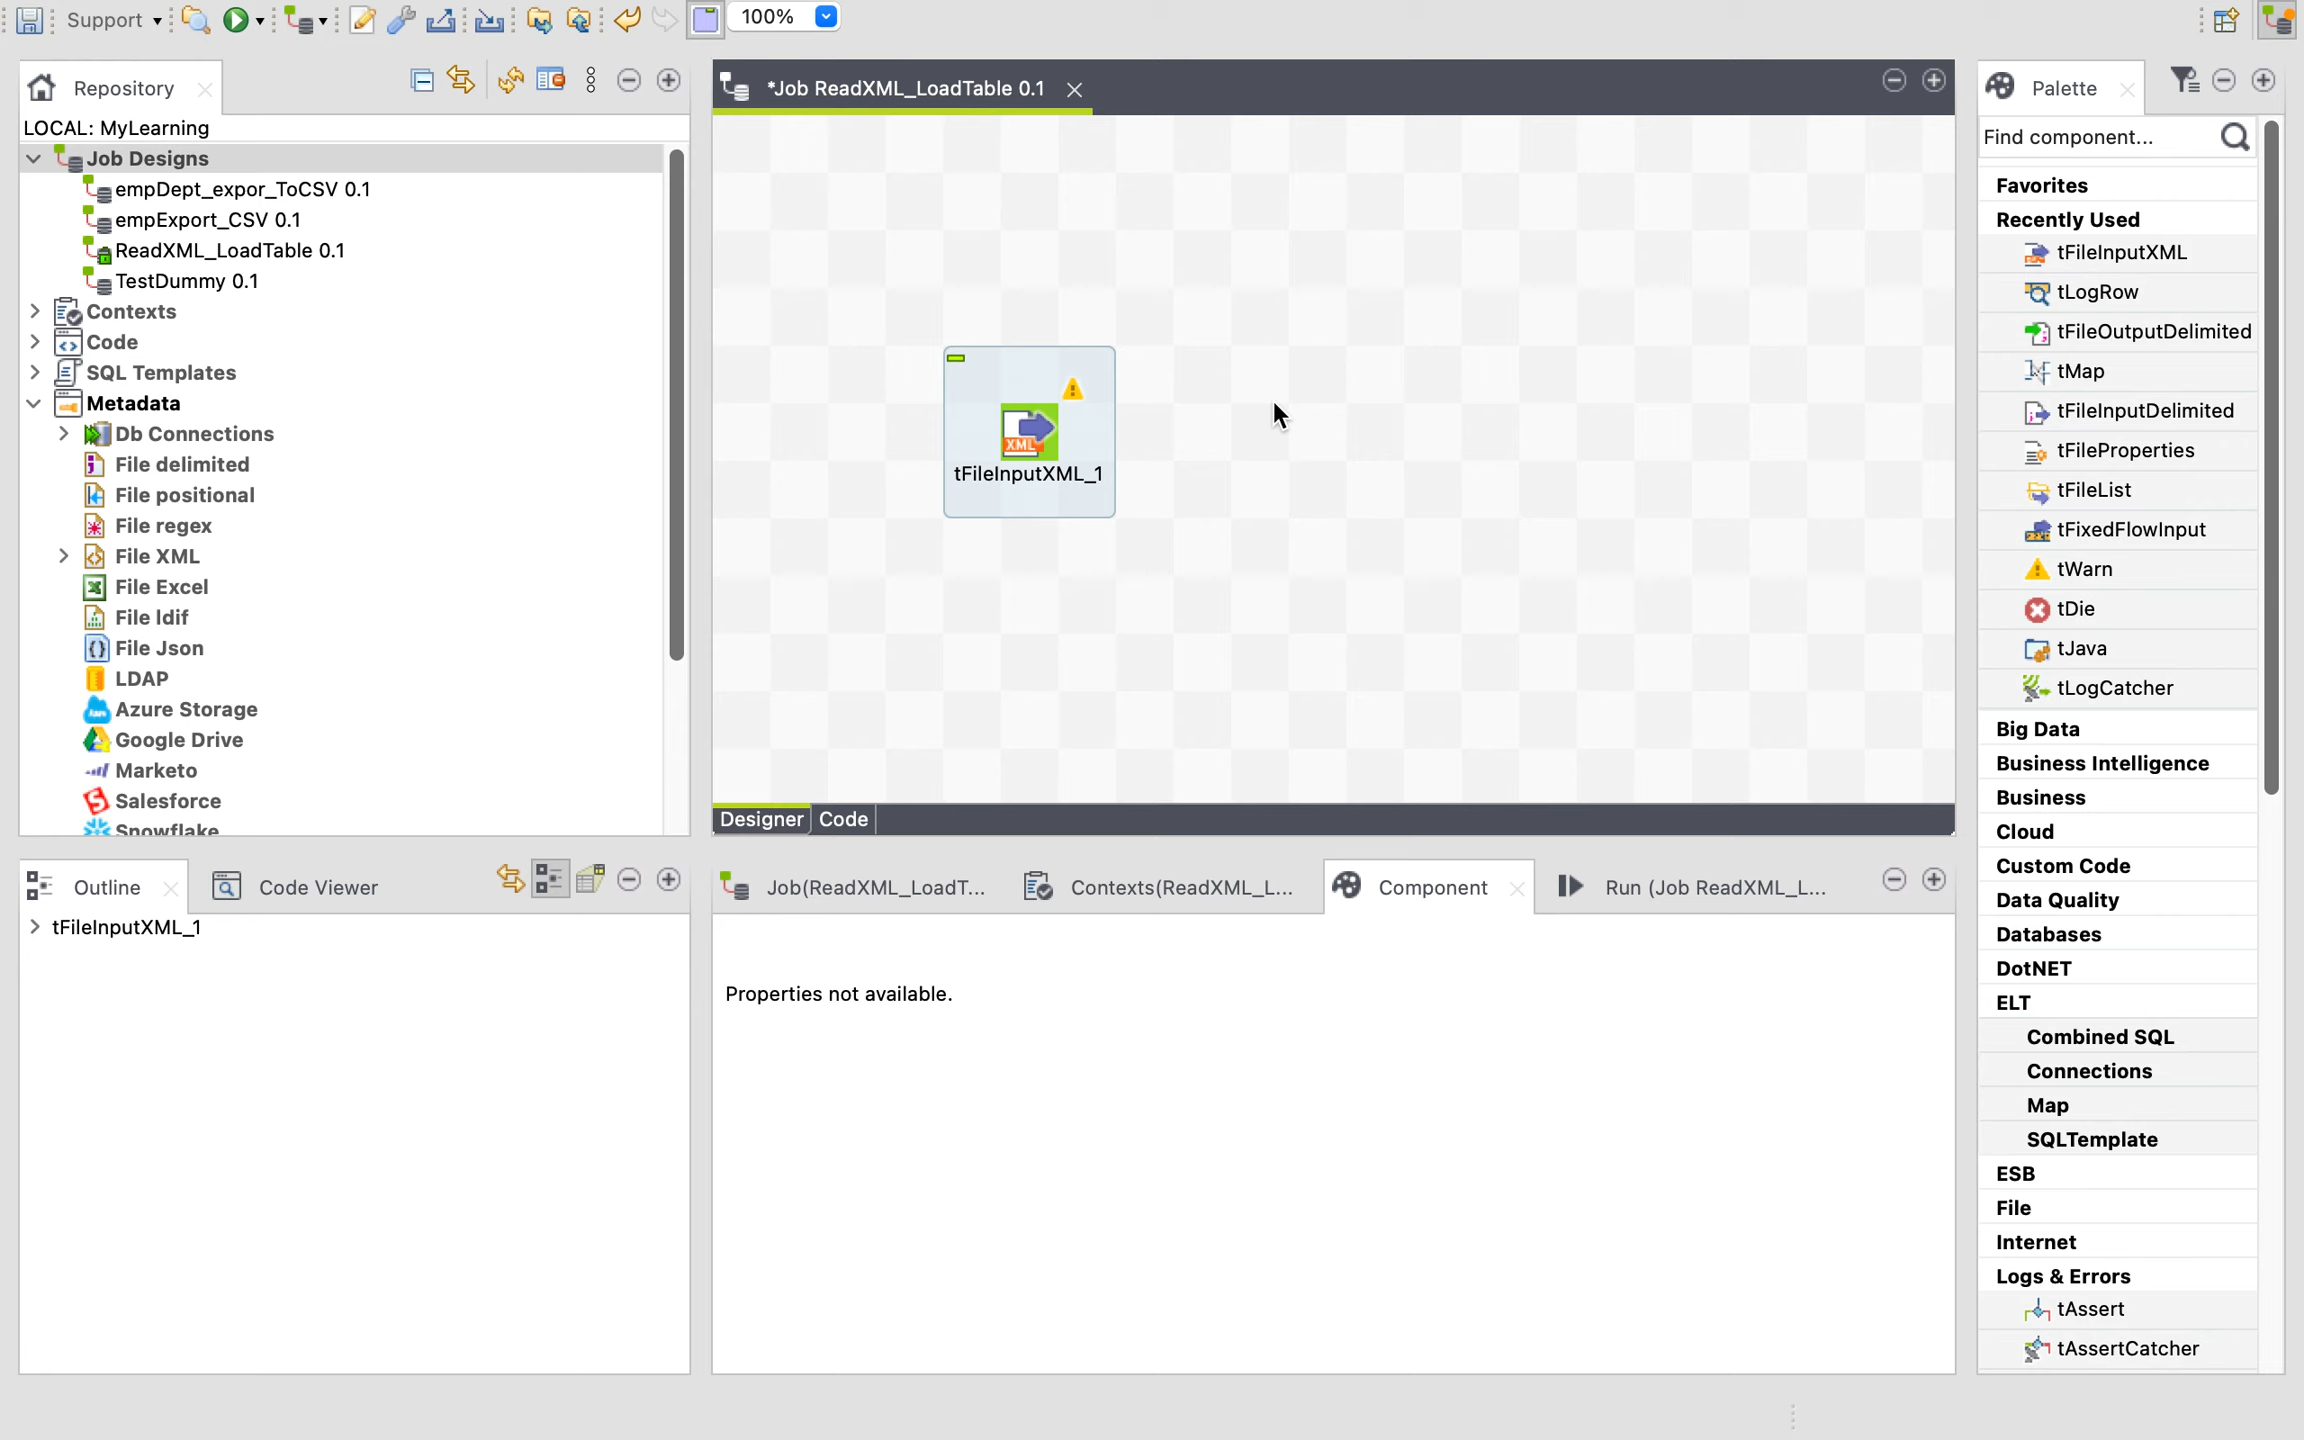 Support
100%
Repository
LOCAL: MyLearning
Job Designs
empDept_expor_ToCSV 0.1
empExport_CSV 0.1
ReadXML_LoadTable 0.1
TestDummy 0.1
Contexts
Code
SQL Templates
Metadata
Db Connections
File delimited
File positional
File regex
File XML
File Excel
File ldif
File Json
LDAP
Azure Storage
Google Drive
Marketo
Salesforce
Snowflake
*Job ReadXML_LoadTable 0.1
XML
tFileInputXML_1
Designer
Code
Palette
Find component...
Favorites
Recently Used
tFileInputXML
tLogRow
tFileOutputDelimited
tMap
tFileInputDelimited
tFileProperties
tFileList
tFixedFlowInput
tWarn
tDie
tJava
tLogCatcher
Big Data
Business Intelligence
Business
Cloud
Custom Code
Data Quality
Databases
DotNET
ELT
Combined SQL
Connections
Map
SQLTemplate
ESB
File
Internet
Logs & Errors
tAssert
tAssertCatcher
Outline
Code Viewer
tFileInputXML_1
Job(ReadXML_LoadT...
Contexts(ReadXML_L...
Component
Run (Job ReadXML_L...
Properties not available.